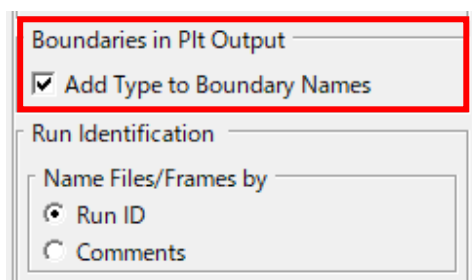 Boundaries in Plt Output
Add Type to Boundary Names
Run Identification
Name Files/Frames by
Run ID
Comments